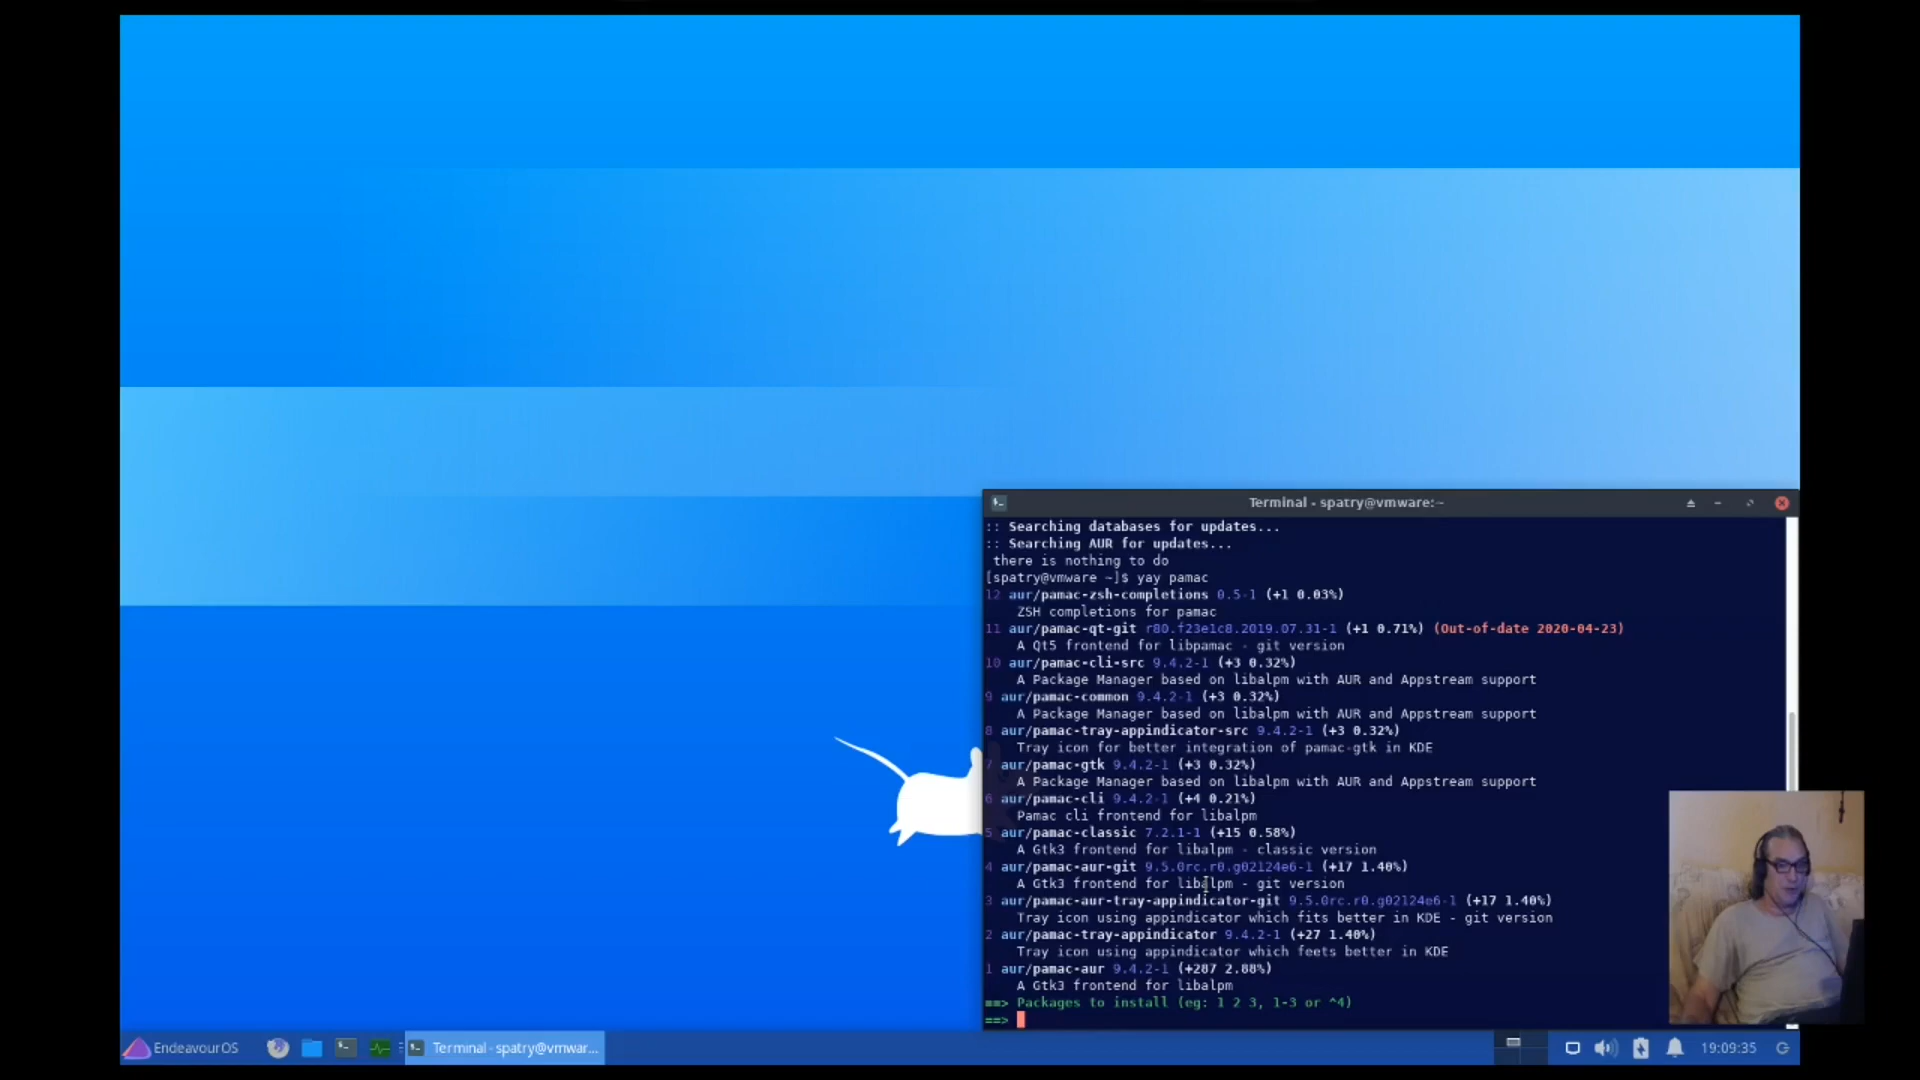 Terminal - spatry@vmware:~
:: Searching databases for updates...
:: Searching AUR for updates...
there is nothing to do
[spatry@vmware ~]$ yay pamac
12 aur/pamac-zsh-completions 0.5-1 (+1 0.03%)
ZSH completions for pamac
11 aur/pamac-qt-git r80.f23e1c8.2019.07.31-1 (+1 0.71%) (Out-of-date 2020-04-23)
A Qt5 frontend for libpamac - git version
10 aur/pamac-cli-src 9.4.2-1 (+3 0.32%)
A Package Manager based on libalpm with AUR and Appstream support
9 aur/pamac-common 9.4.2-1 (+3 0.32%)
A Package Manager based on libalpm with AUR and Appstream support
8 aur/pamac-tray-appindicator-src 9.4.2-1 (+3 0.32%)
Tray icon for better integration of pamac-gtk in KDE
7 aur/pamac-gtk 9.4.2-1 (+3 0.32%)
A Package Manager based on libalpm with AUR and Appstream support
6 aur/pamac-cli 9.4.2-1 (+4 0.21%)
Pamac cli frontend for libalpm
5 aur/pamac-classic 7.2.1-1 (+15 0.58%)
A Gtk3 frontend for libalpm - classic version
4 aur/pamac-aur-git 9.5.0rc.r0.g02124e6-1 (+17 1.40%)
A Gtk3 frontend for libalpm - git version
3 aur/pamac-aur-tray-appindicator-git 9.5.0rc.r0.g02124e6-1 (+17 1.40%)
Tray icon using appindicator which fits better in KDE - git version
2 aur/pamac-tray-appindicator 9.4.2-1 (+27 1.40%)
Tray icon using appindicator which feets better in KDE
1 aur/pamac-aur 9.4.2-1 (+287 2.88%)
A Gtk3 frontend for libalpm
==> Packages to install (eg: 1 2 3, 1-3 or ^4)
==>
EndeavourOS
Terminal - spatry@vmwar...
19:09:35